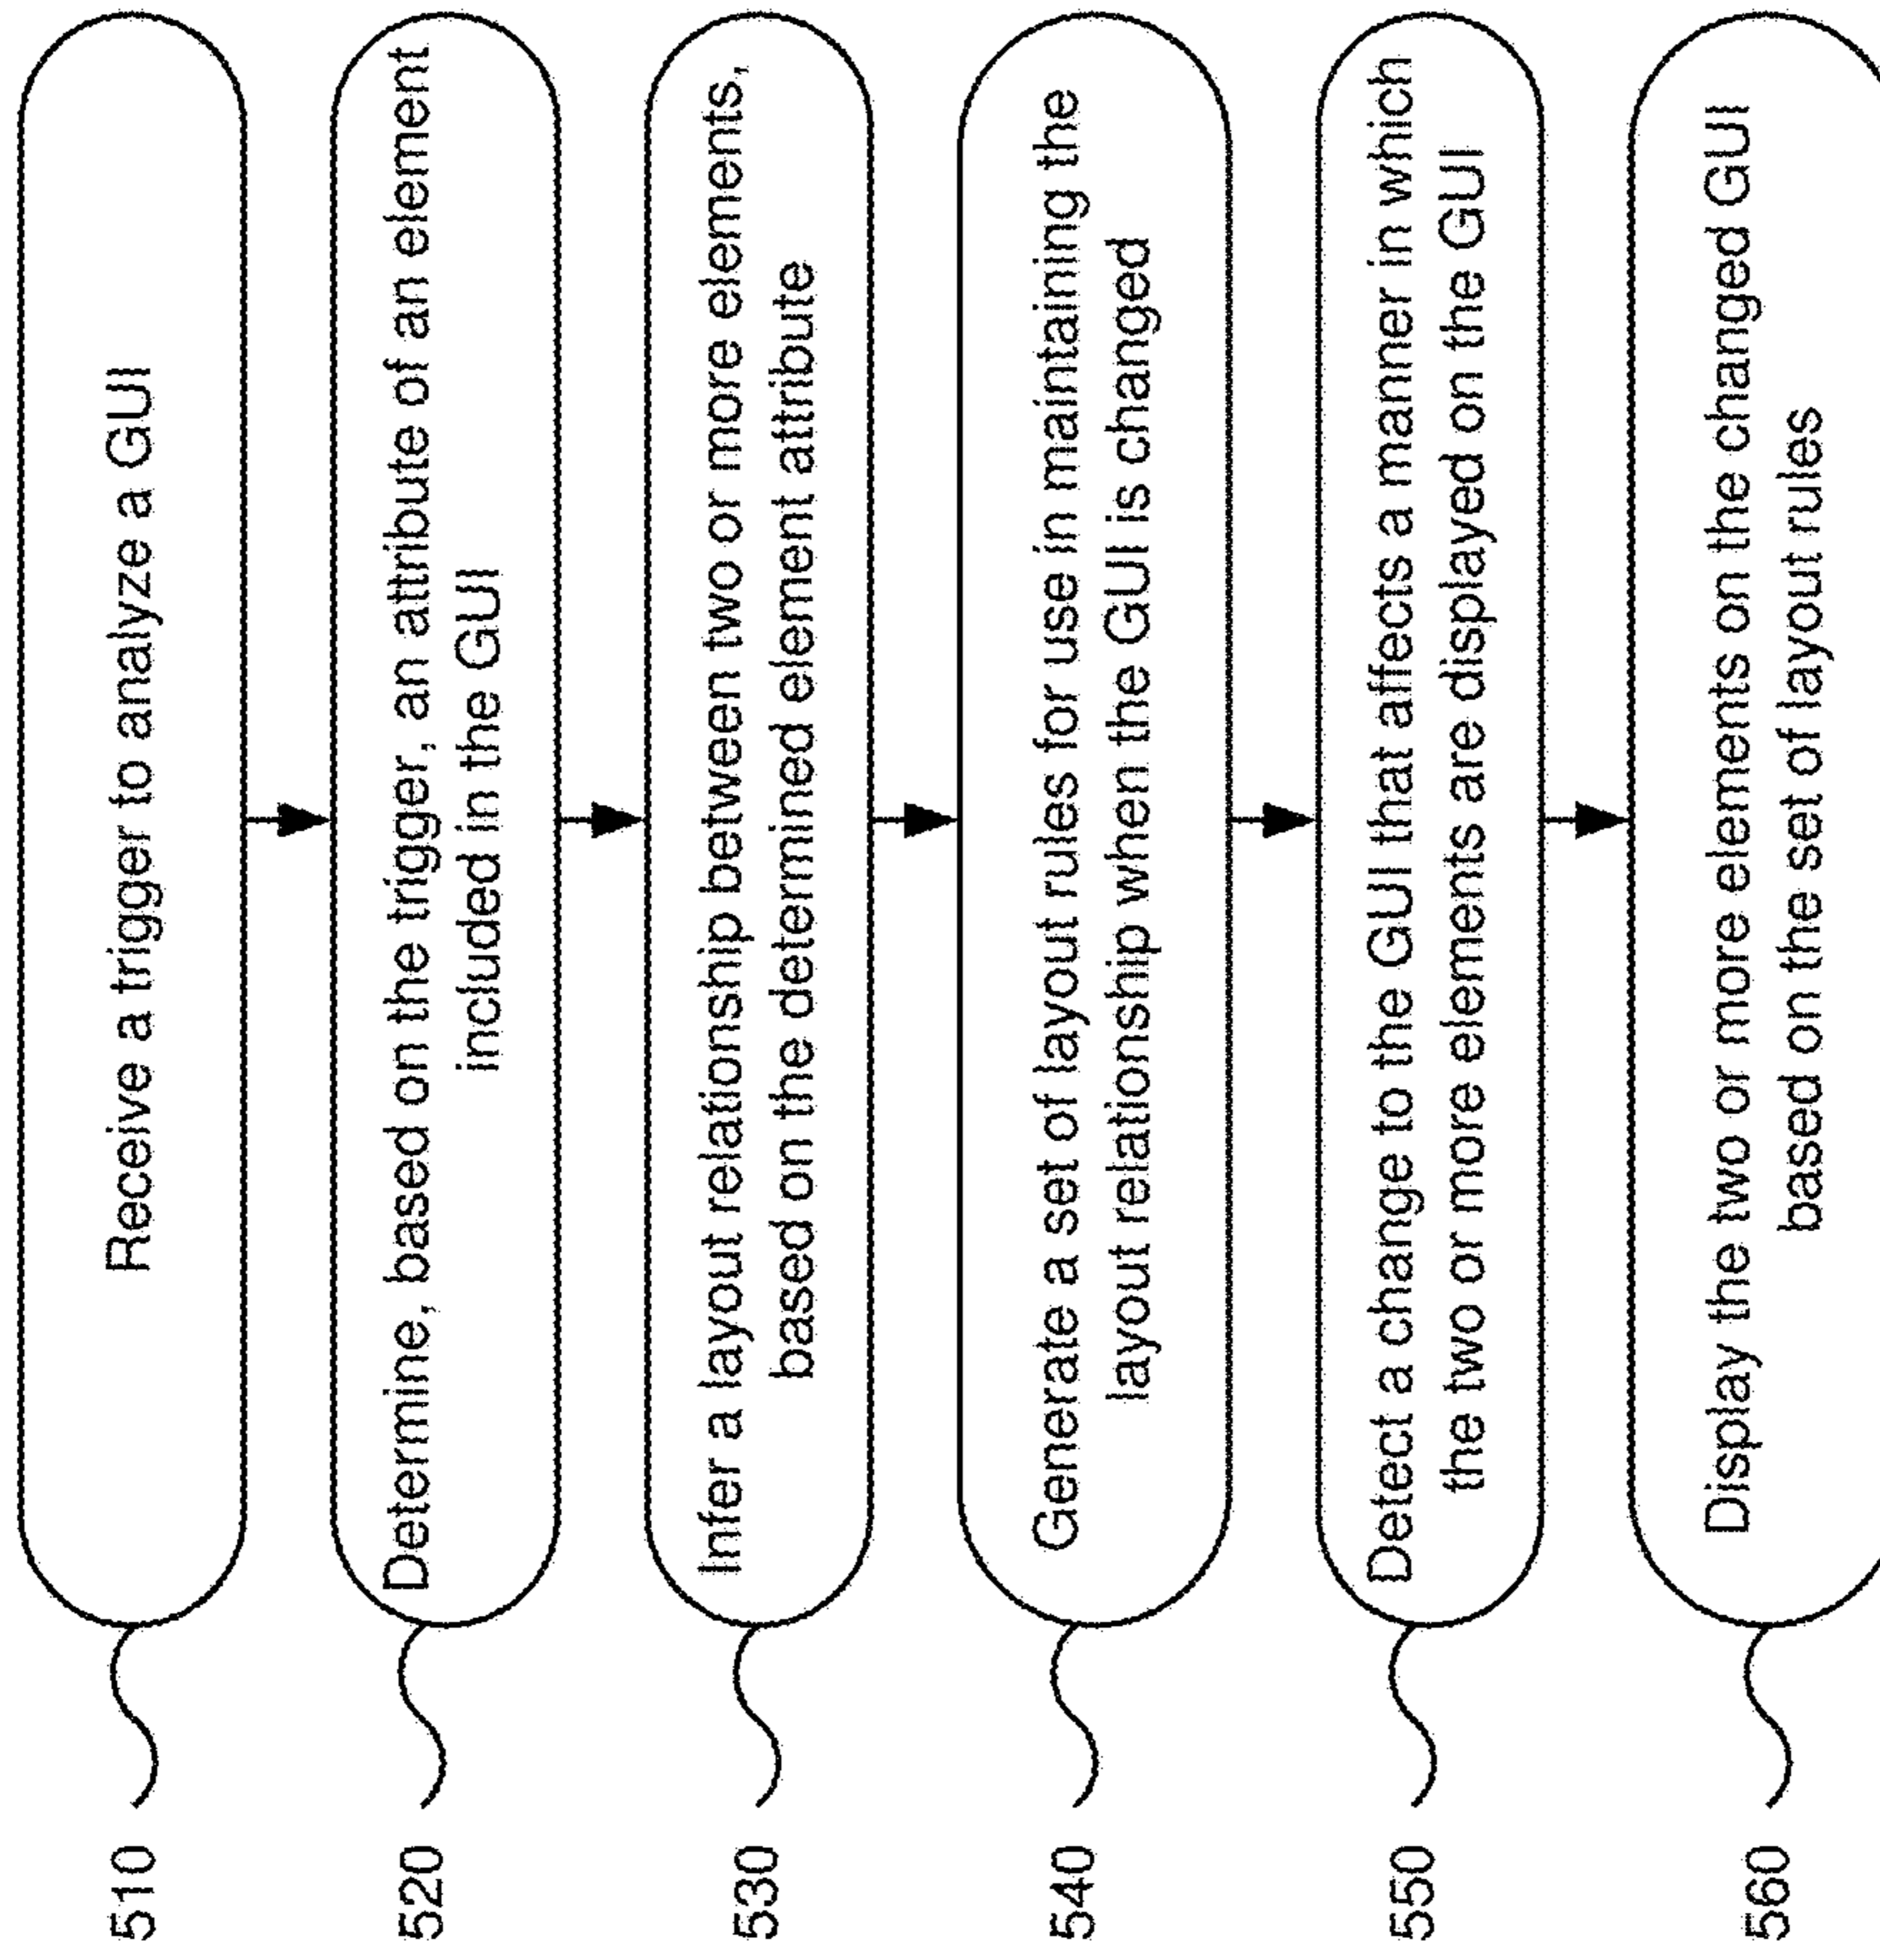 510
Receive a trigger to analyze a GUI
520
Determine, based on the trigger, an attribute of an element
included in the GUI
530
Infer a layout relationship between two or more elements,
based on the determined element attribute
540
Generate a set of layout rules for use in maintaining the
layout relationship when the GUI is changed
550
Detect a change to the GUI that affects a manner in which
the two or more elements are displayed on the GUI
560
Display the two or more elements on the changed GUI
based on the set of layout rules